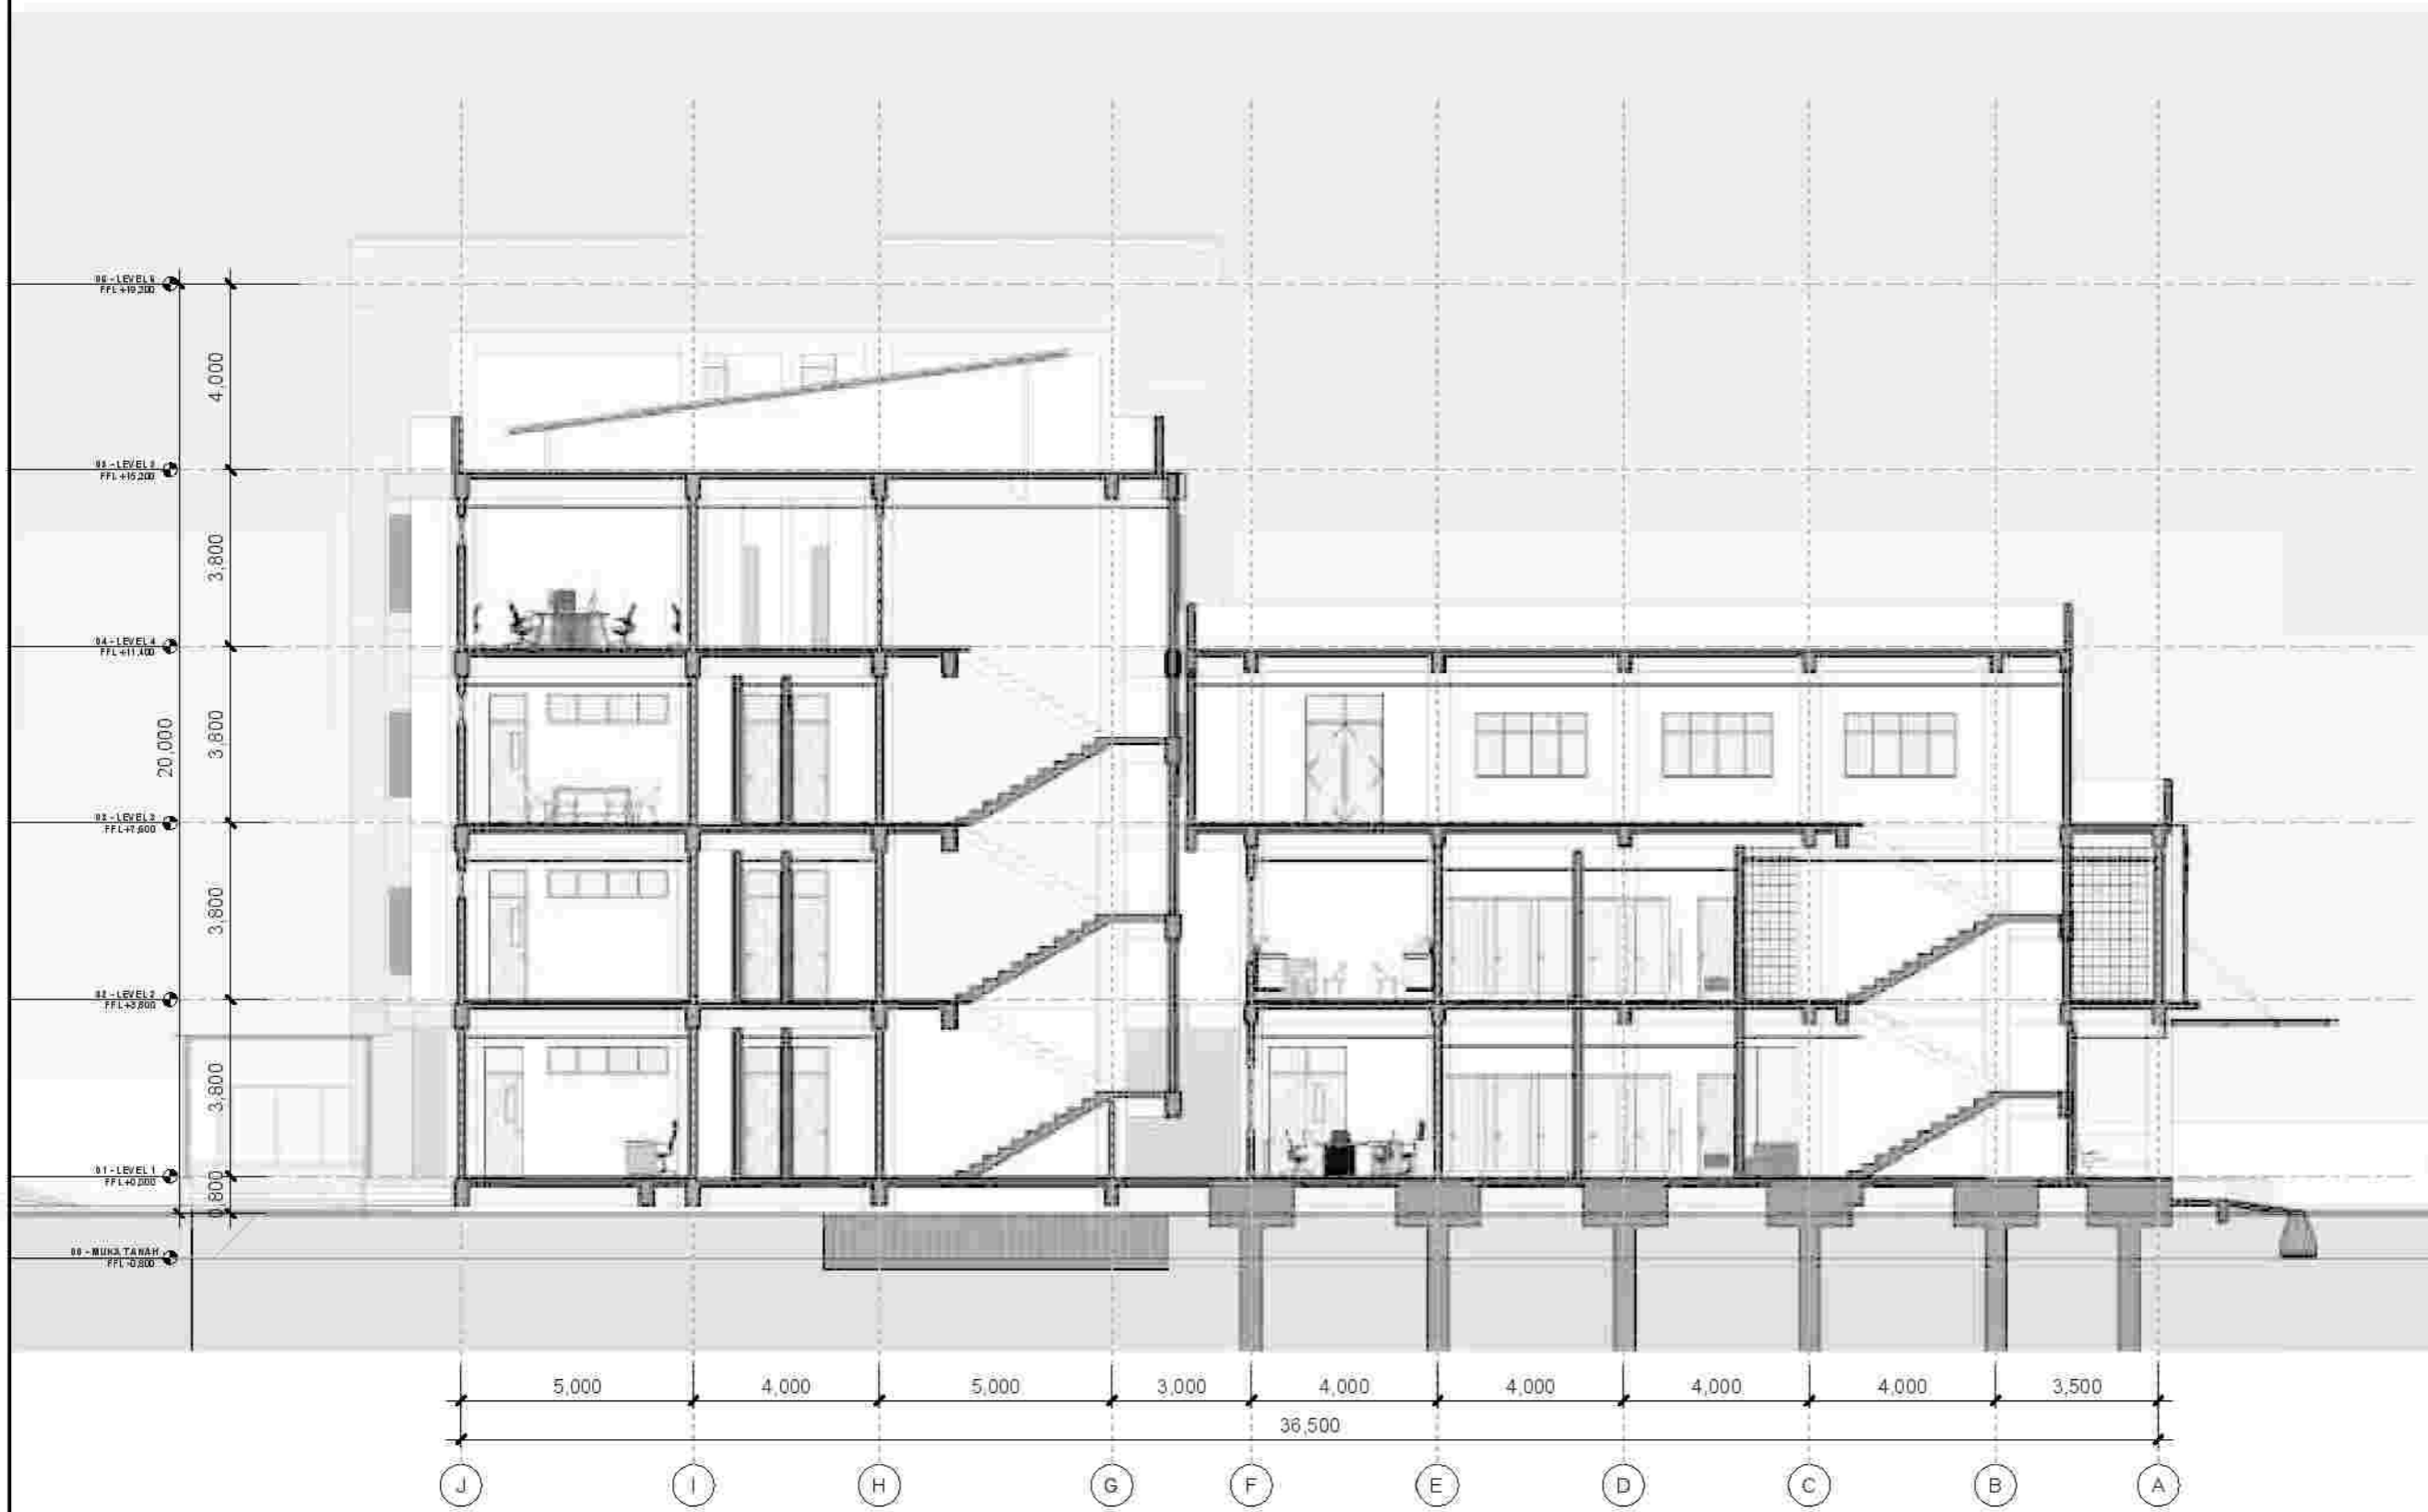 06 - LEVEL 6
FFL +19,200
4,000
05 - LEVEL 5
FFL +15,200
3,800
04 - LEVEL 4
FFL +11,400
20,000
3,800
03 - LEVEL 3
FFL +7,600
3,800
02 - LEVEL 2
FFL +3,800
3,800
01 - LEVEL 1
FFL +0,000
0,800
00 - MUKA TANAH
FFL -0,800
5,000 4,000 5,000 3,000 4,000 4,000 4,000 4,000 3,500
36,500
J I H G F E D C B A